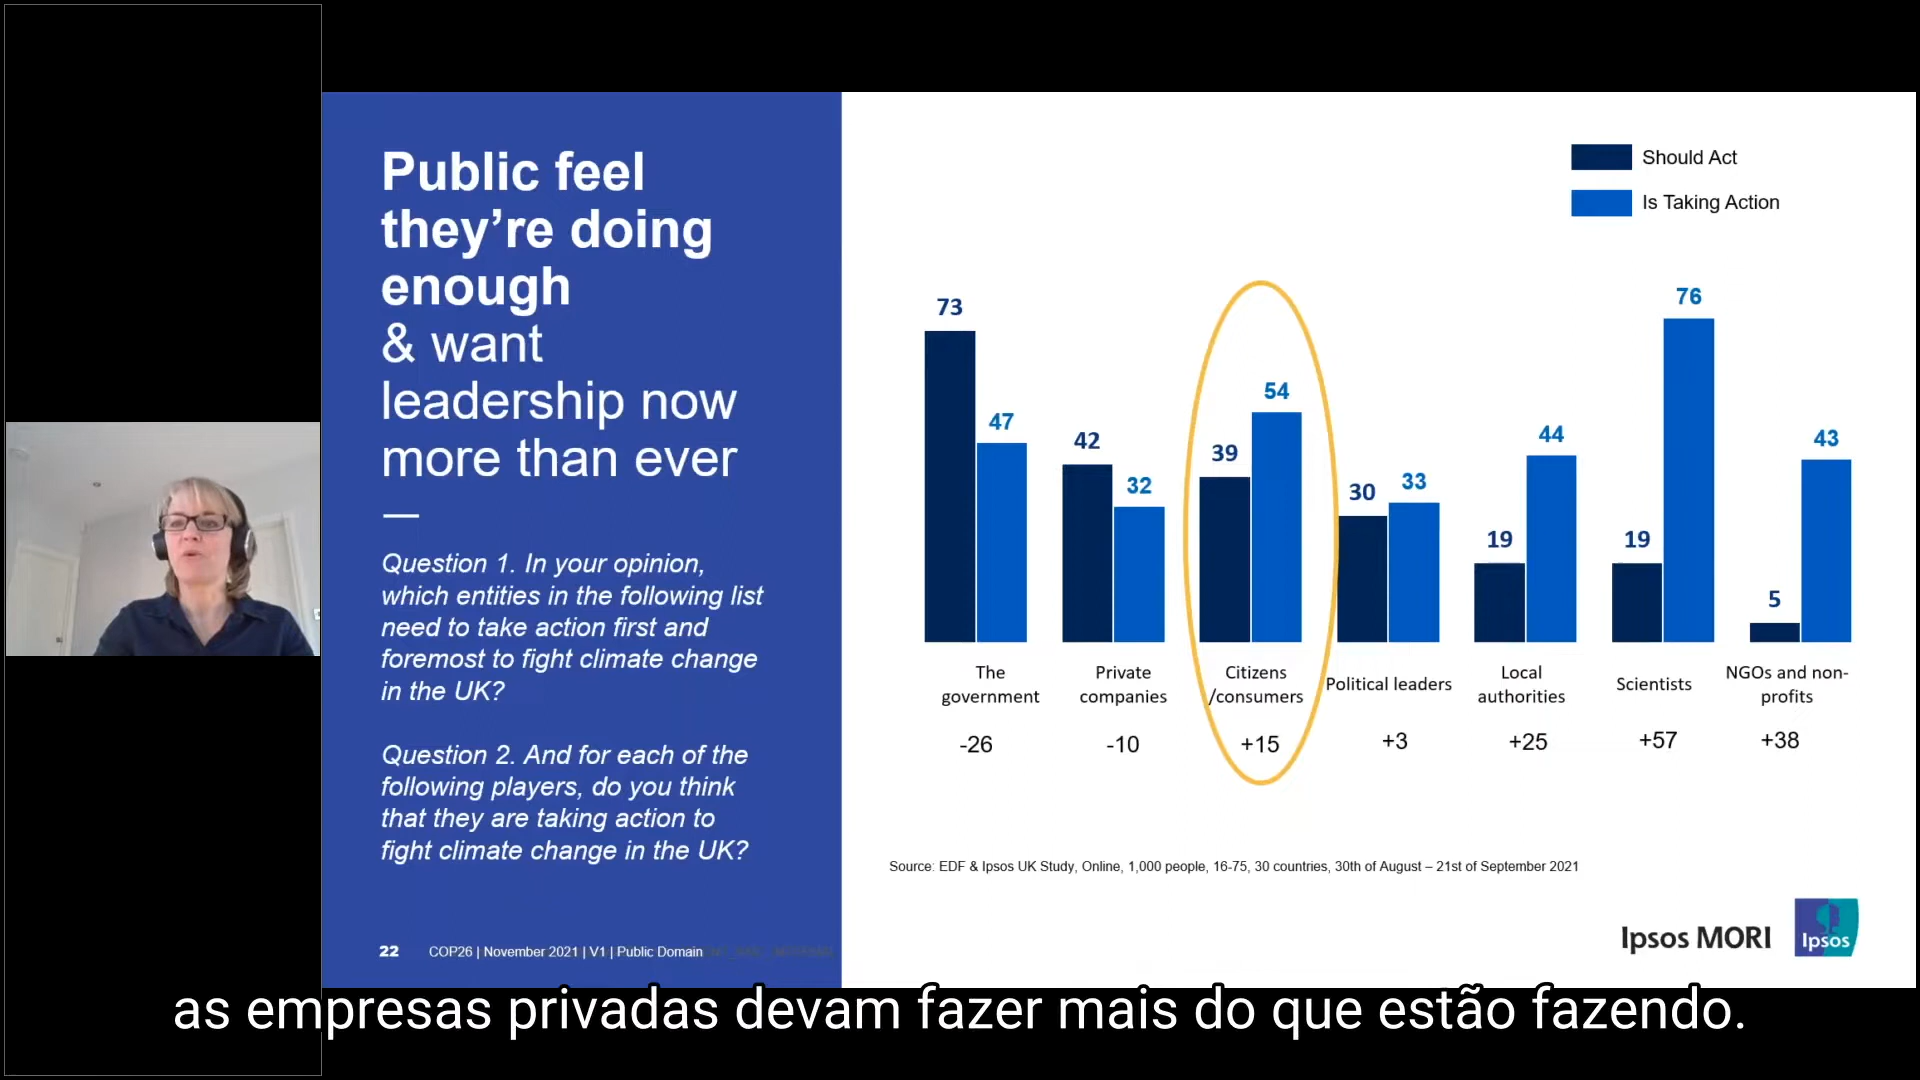 Public feel
they’re doing
enough
& want
leadership now
more than ever
Question 1. In your opinion,
which entities in the following list
need to take action first and
foremost to fight climate change
in the UK?
Question 2. And for each of the
following players, do you think
that they are taking action to
fight climate change in the UK?
22 COP26 | November 2021 | V1 | Public Domain
Should Act
Is Taking Action
73 47
42 32
39 54
30 33
19 44
19 76
5 43
The
government
Private
companies
Citizens
/consumers
Political leaders
Local
authorities
Scientists
NGOs and non-
profits
-26 -10 +15 +3 +25 +57 +38
Source: EDF & Ipsos UK Study, Online, 1,000 people, 16-75, 30 countries, 30th of August – 21st of September 2021
Ipsos MORI
Ipsos
as empresas privadas devam fazer mais do que estão fazendo.